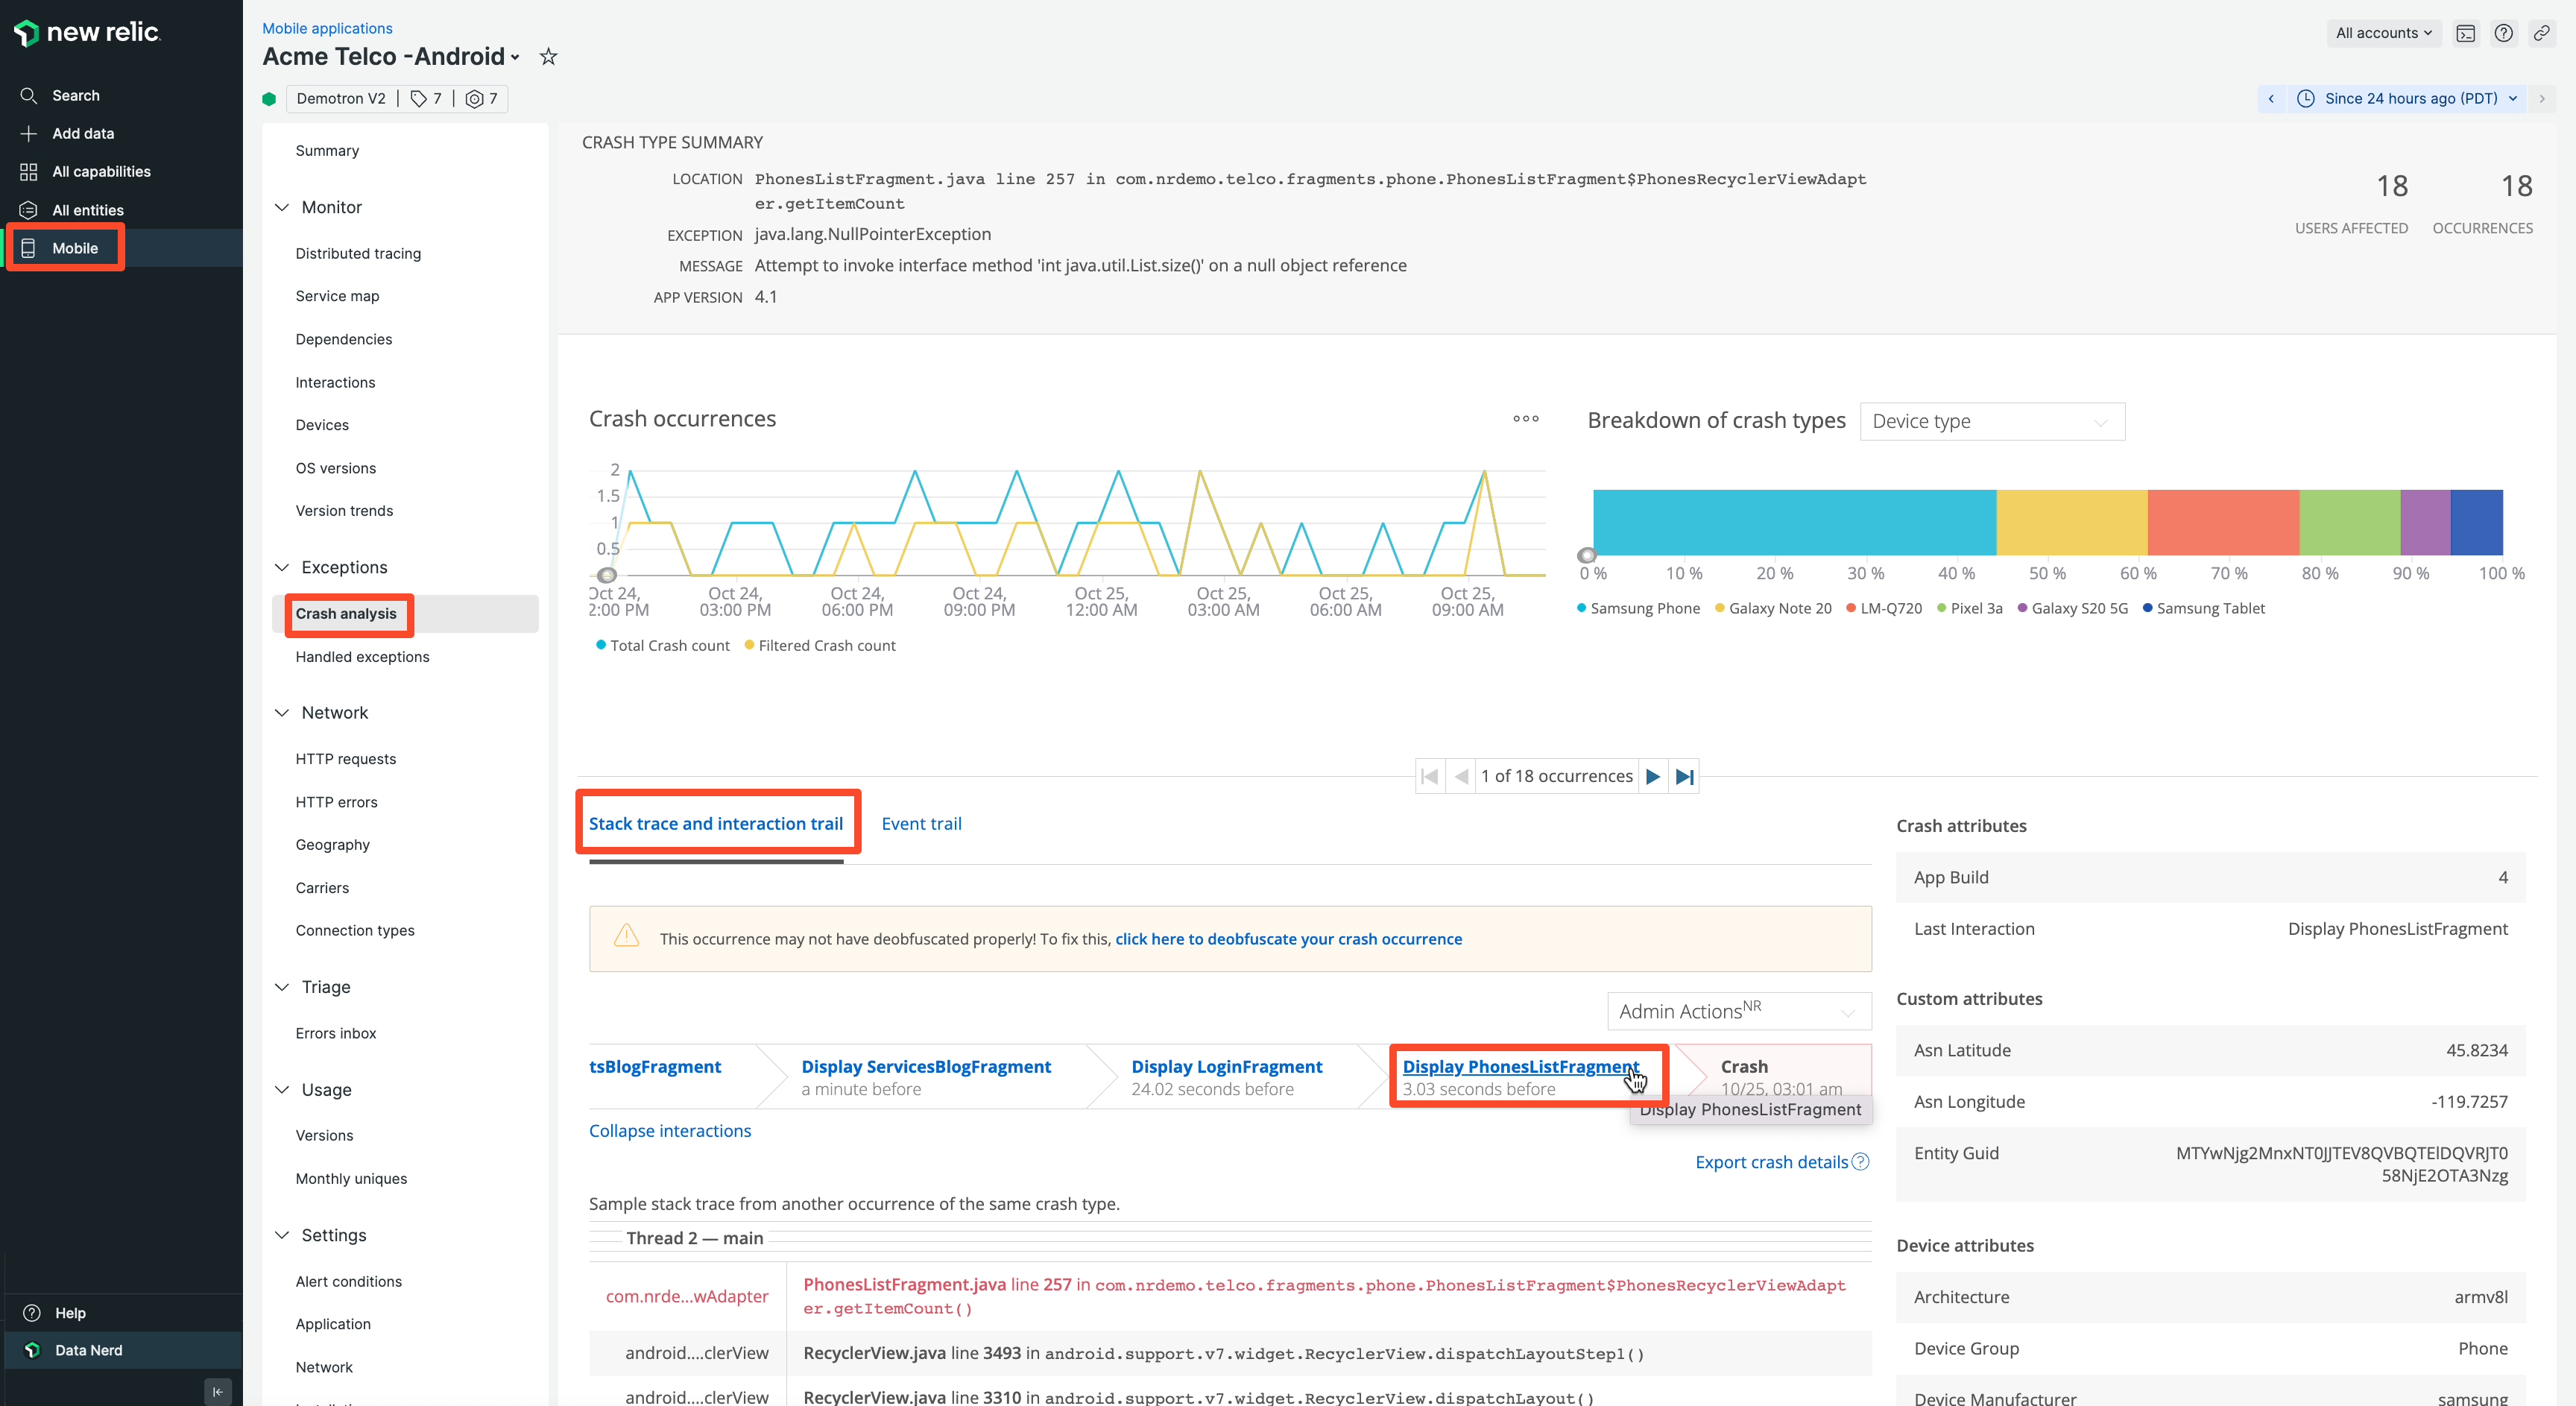 new relic.
Search
Add data
All capabilities
All entities
Mobile
Help
Data Nerd
Mobile applications
Acme Telco -Android
Demotron V2 | 7 | 7
All accounts
Since 24 hours ago (PDT)
Summary
Monitor
Distributed tracing
Service map
Dependencies
Interactions
Devices
OS versions
Version trends
Exceptions
Crash analysis
Handled exceptions
Network
HTTP requests
HTTP errors
Geography
Carriers
Connection types
Triage
Errors inbox
Usage
Versions
Monthly uniques
Settings
Alert conditions
Application
Network
CRASH TYPE SUMMARY
LOCATION PhonesListFragment.java line 257 in com.nrdemo.telco.fragments.phone.PhonesListFragment$PhonesRecyclerViewAdapt
er.getItemCount
EXCEPTION java.lang.NullPointerException
MESSAGE Attempt to invoke interface method 'int java.util.List.size()' on a null object reference
APP VERSION 4.1
18 18
USERS AFFECTED OCCURRENCES
Crash occurrences
2
1.5
1
0.5
Oct 24, Oct 24, Oct 24, Oct 24, Oct 25, Oct 25, Oct 25, Oct 25,
2:00 PM 03:00 PM 06:00 PM 09:00 PM 12:00 AM 03:00 AM 06:00 AM 09:00 AM
Total Crash count Filtered Crash count
Breakdown of crash types Device type
0 % 10 % 20 % 30 % 40 % 50 % 60 % 70 % 80 % 90 % 100 %
Samsung Phone Galaxy Note 20 LM-Q720 Pixel 3a Galaxy S20 5G Samsung Tablet
1 of 18 occurrences
Stack trace and interaction trail Event trail
This occurrence may not have deobfuscated properly! To fix this, click here to deobfuscate your crash occurrence
Admin ActionsNR
tsBlogFragment Display ServicesBlogFragment Display LoginFragment Display PhonesListFragment Crash
a minute before 24.02 seconds before 3.03 seconds before 10/25, 03:01 am
Display PhonesListFragment
Collapse interactions
Export crash details
Sample stack trace from another occurrence of the same crash type.
Thread 2 — main
com.nrde...wAdapter PhonesListFragment.java line 257 in com.nrdemo.telco.fragments.phone.PhonesListFragment$PhonesRecyclerViewAdapt
er.getItemCount()
android....clerView RecyclerView.java line 3493 in android.support.v7.widget.RecyclerView.dispatchLayoutStep1()
android....clerView RecyclerView.java line 3310 in android.support.v7.widget.RecyclerView.dispatchLayout()
Crash attributes
App Build 4
Last Interaction Display PhonesListFragment
Custom attributes
Asn Latitude 45.8234
Asn Longitude -119.7257
Entity Guid MTYwNjg2MnxNT0JJTEV8QVBQTElDQVRJT0
58NjE2OTA3Nzg
Device attributes
Architecture armv8l
Device Group Phone
Device Manufacturer samsung